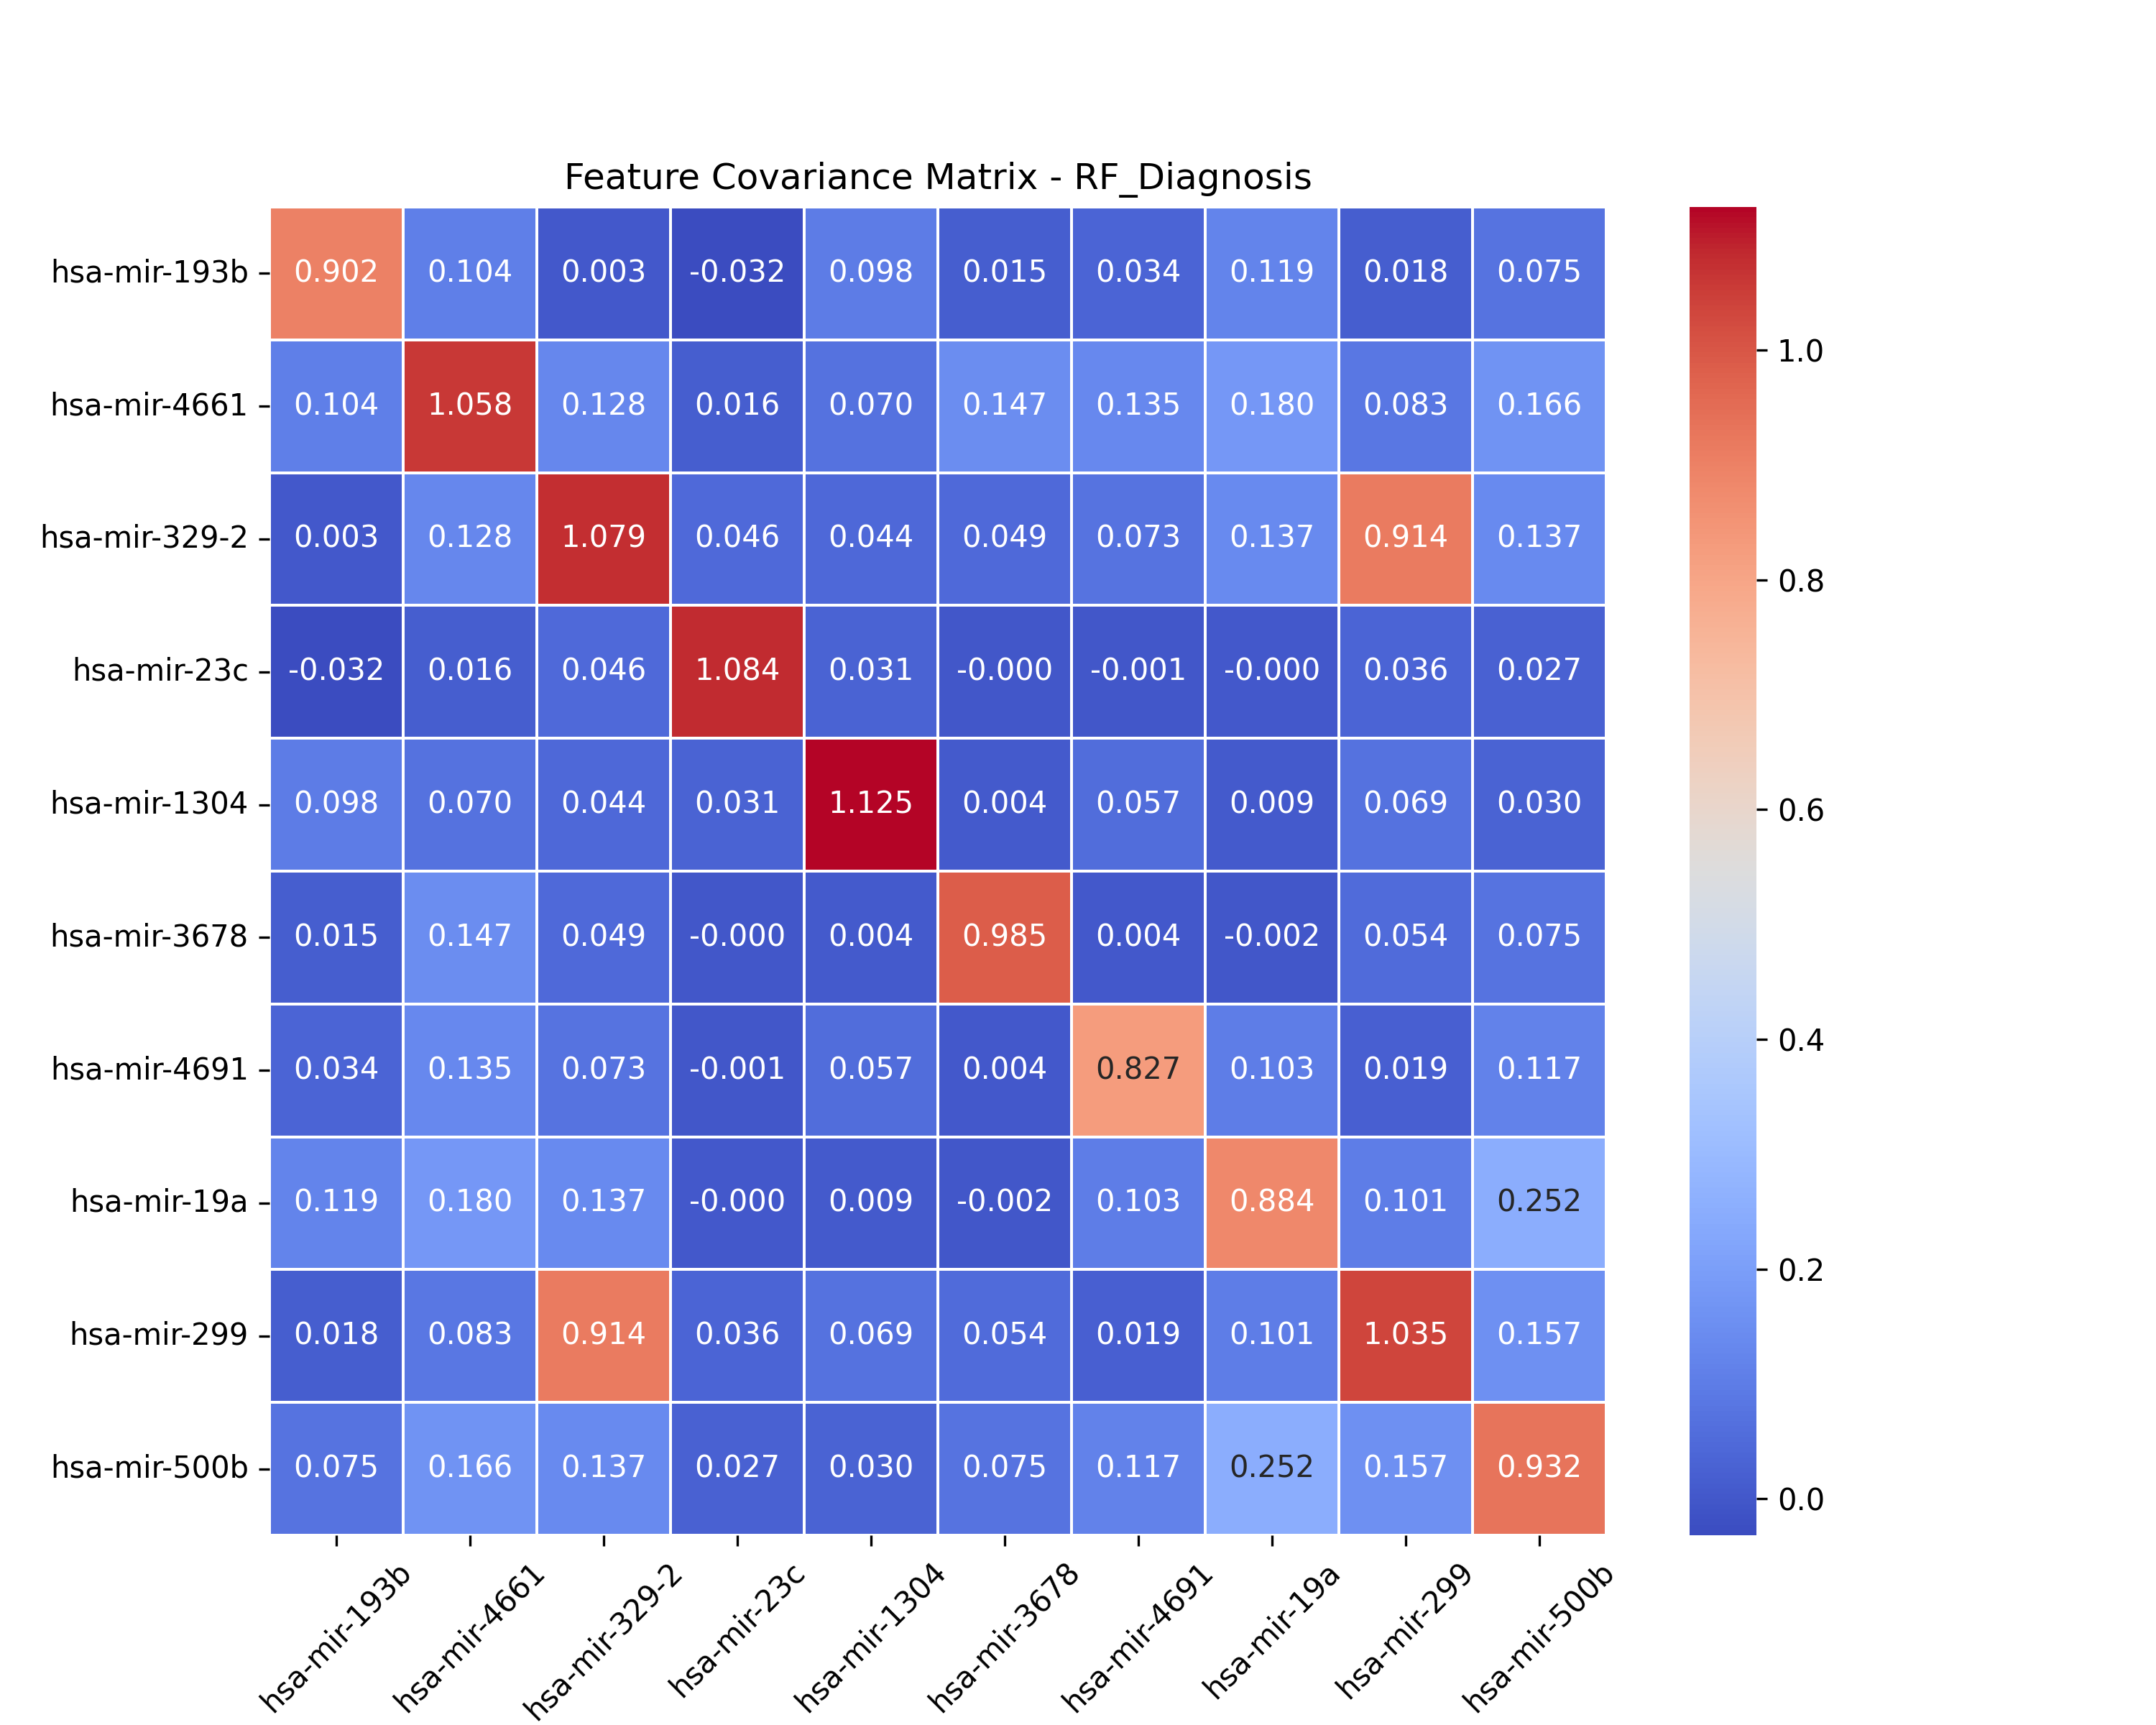 Feature Covariance Matrix - RF_Diagnosis
hsa-mir-193b 0.902 0.104 0.003 -0.032 0.098 0.015 0.034 0.119 0.018 0.075
hsa-mir-4661 0.104 1.058 0.128 0.016 0.070 0.147 0.135 0.180 0.083 0.166
hsa-mir-329-2 0.003 0.128 1.079 0.046 0.044 0.049 0.073 0.137 0.914 0.137
hsa-mir-23c -0.032 0.016 0.046 1.084 0.031 -0.000 -0.001 -0.000 0.036 0.027
hsa-mir-1304 0.098 0.070 0.044 0.031 1.125 0.004 0.057 0.009 0.069 0.030
hsa-mir-3678 0.015 0.147 0.049 -0.000 0.004 0.985 0.004 -0.002 0.054 0.075
hsa-mir-4691 0.034 0.135 0.073 -0.001 0.057 0.004 0.827 0.103 0.019 0.117
hsa-mir-19a 0.119 0.180 0.137 -0.000 0.009 -0.002 0.103 0.884 0.101 0.252
hsa-mir-299 0.018 0.083 0.914 0.036 0.069 0.054 0.019 0.101 1.035 0.157
hsa-mir-500b 0.075 0.166 0.137 0.027 0.030 0.075 0.117 0.252 0.157 0.932
hsa-mir-193b hsa-mir-4661 hsa-mir-329-2 hsa-mir-23c hsa-mir-1304 hsa-mir-3678 hsa-mir-4691 hsa-mir-19a hsa-mir-299 hsa-mir-500b
1.0
0.8
0.6
0.4
0.2
0.0